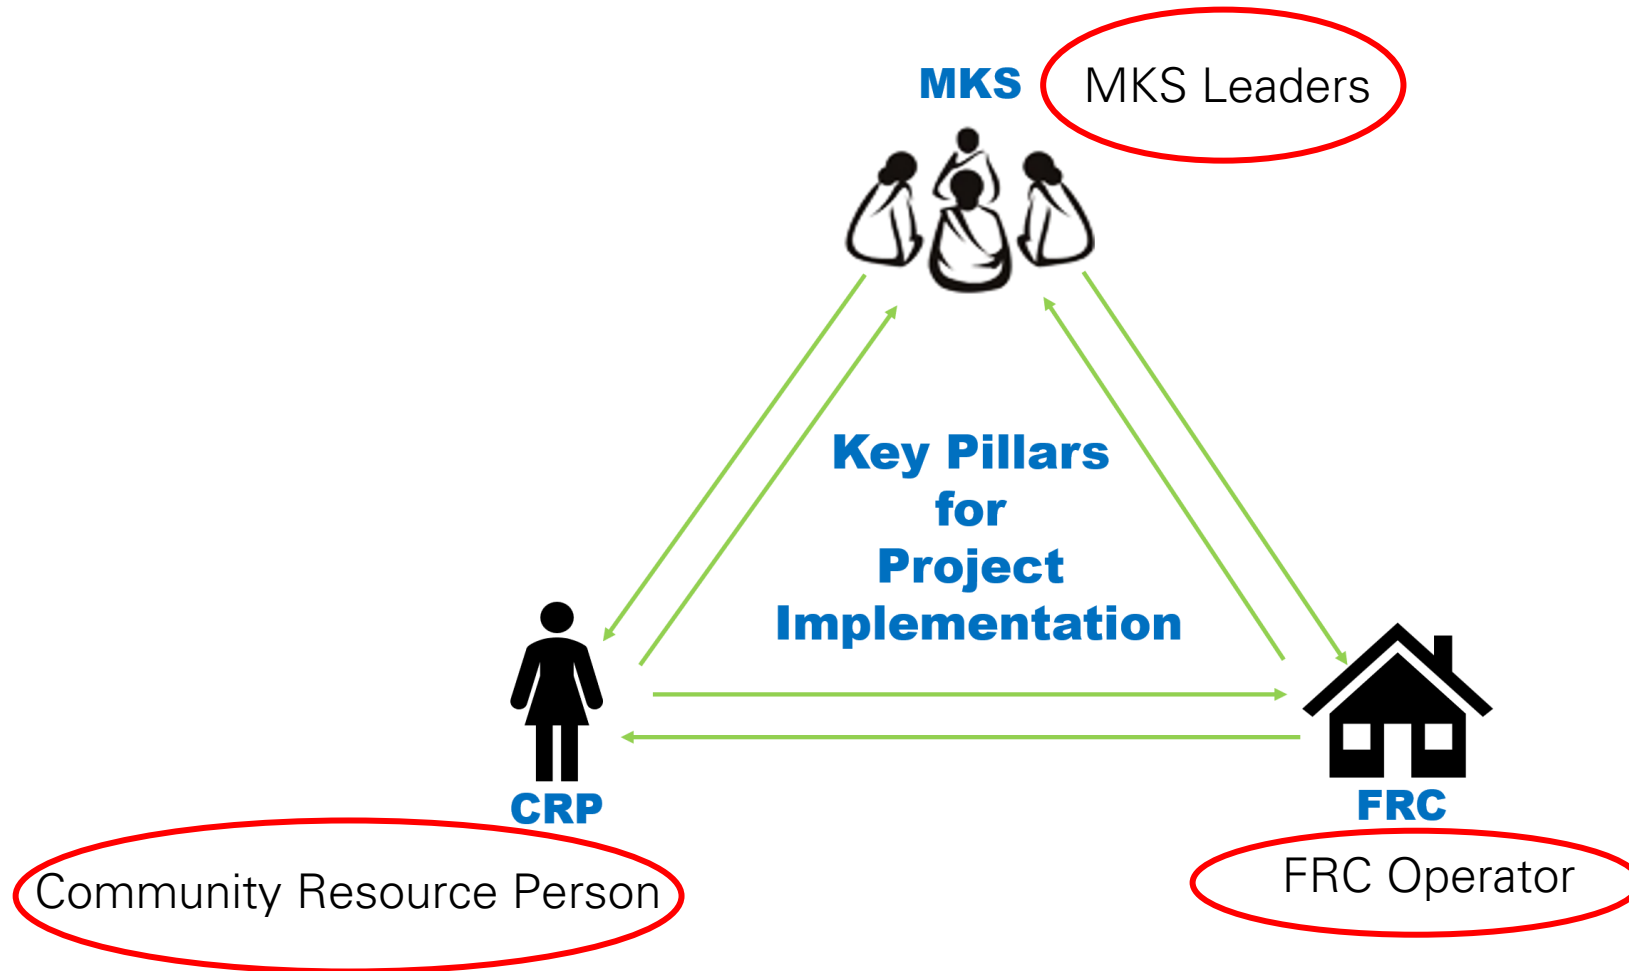 MKS
MKS Leaders
Key Pillars
for
Project
Implementation
CRP
FRC
Community Resource Person
FRC Operator